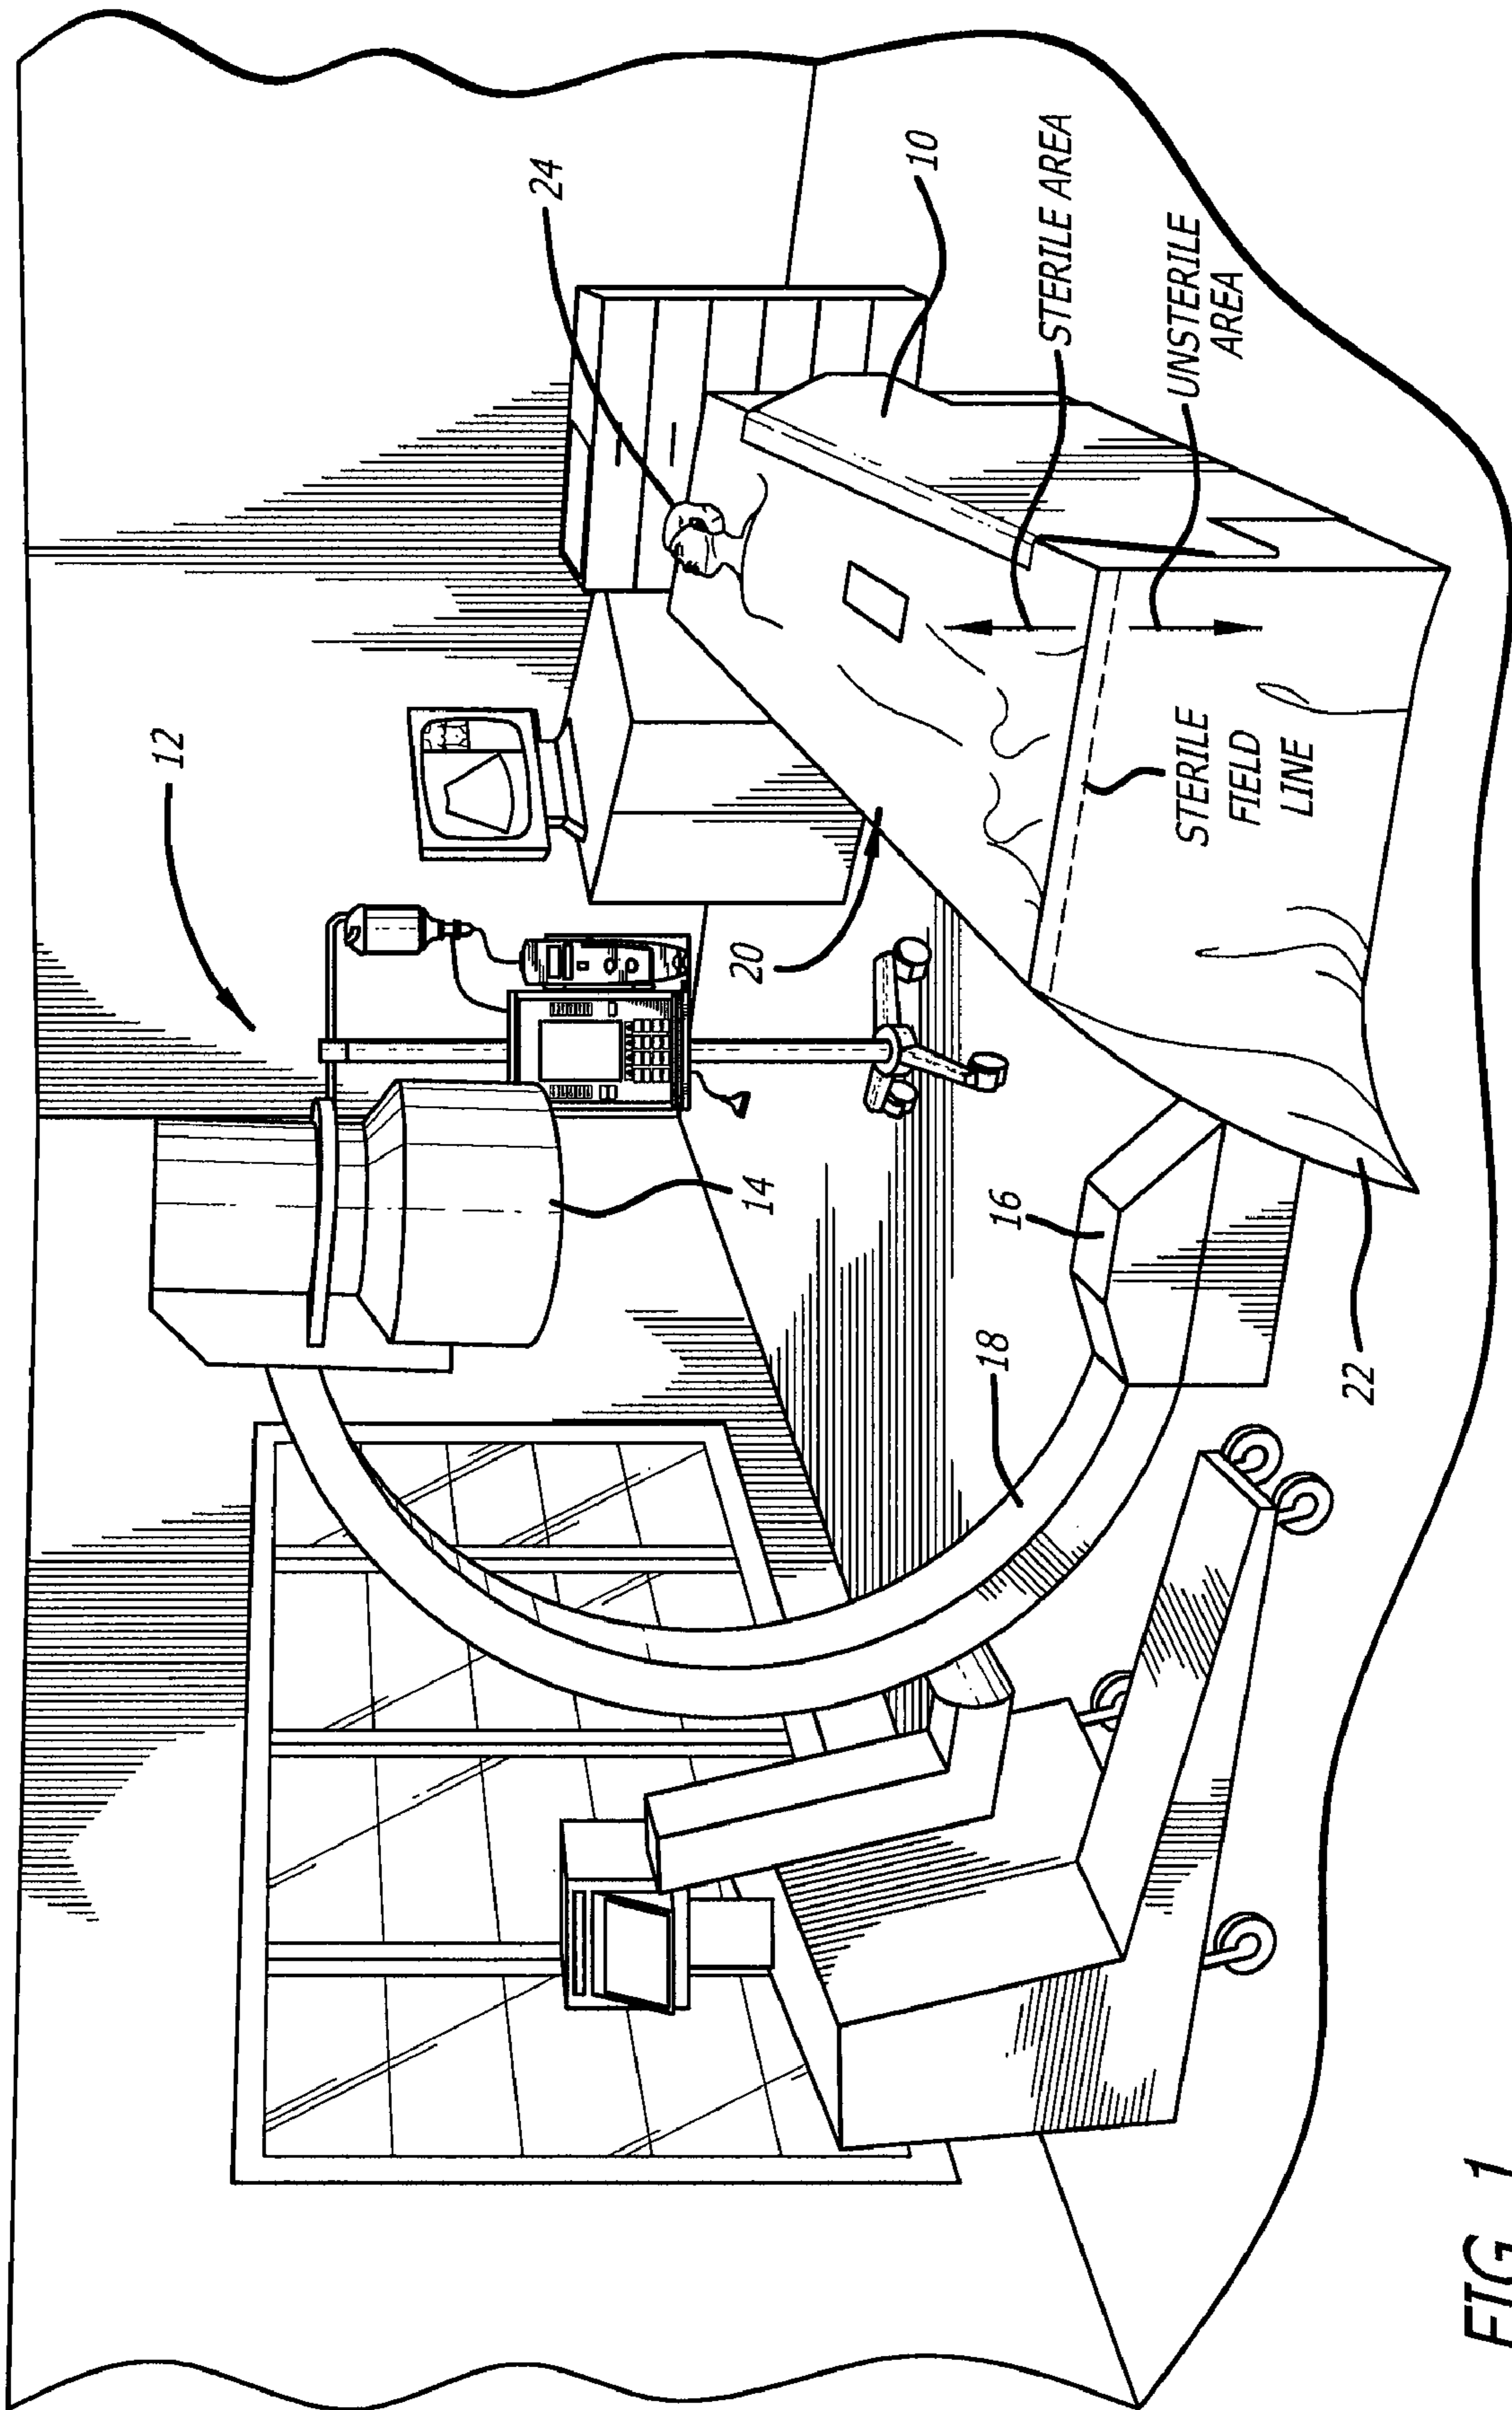 12
24
14
20
10
STERILE AREA
18
16
UNSTERILE
AREA
STERILE
FIELD
LINE
22
FIG. 1